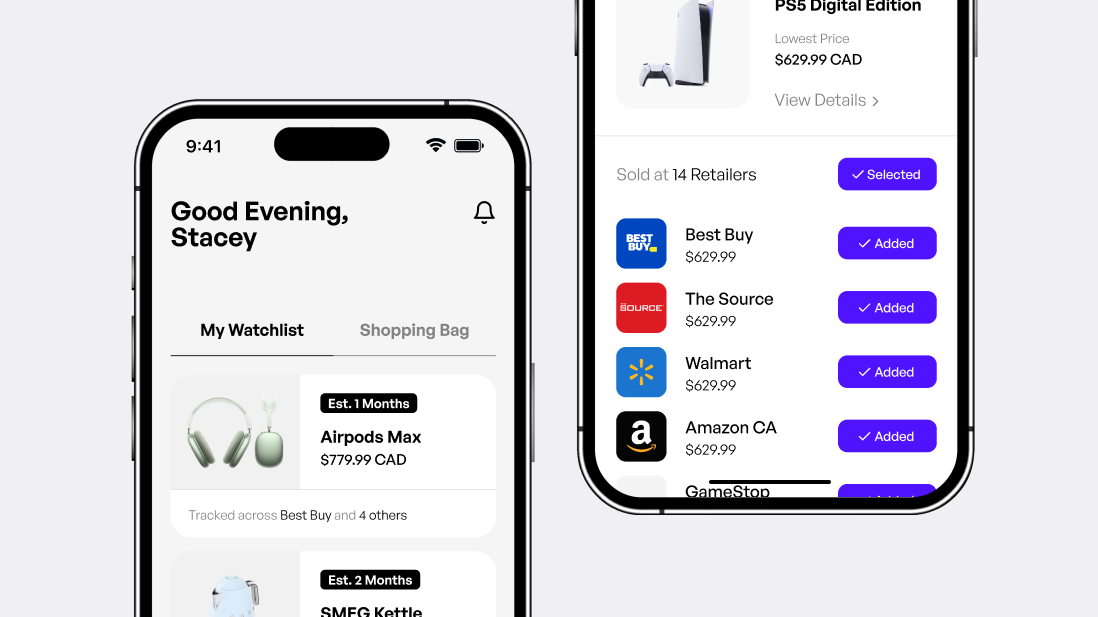 9:41
Good Evening,
Stacey
My Watchlist
Shopping Bag
Est. 1 Months
Airpods Max
$779.99 CAD
Tracked across Best Buy and 4 others
Est. 2 Months
SMEG Kettle
PS5 Digital Edition
Lowest Price
$629.99 CAD
View Details
Sold at 14 Retailers
Selected
BEST
BUY
Best Buy
$629.99
Added
THE
SOURCE
The Source
$629.99
Added
Walmart
$629.99
Added
a
Amazon CA
$629.99
Added
GameStop
Added